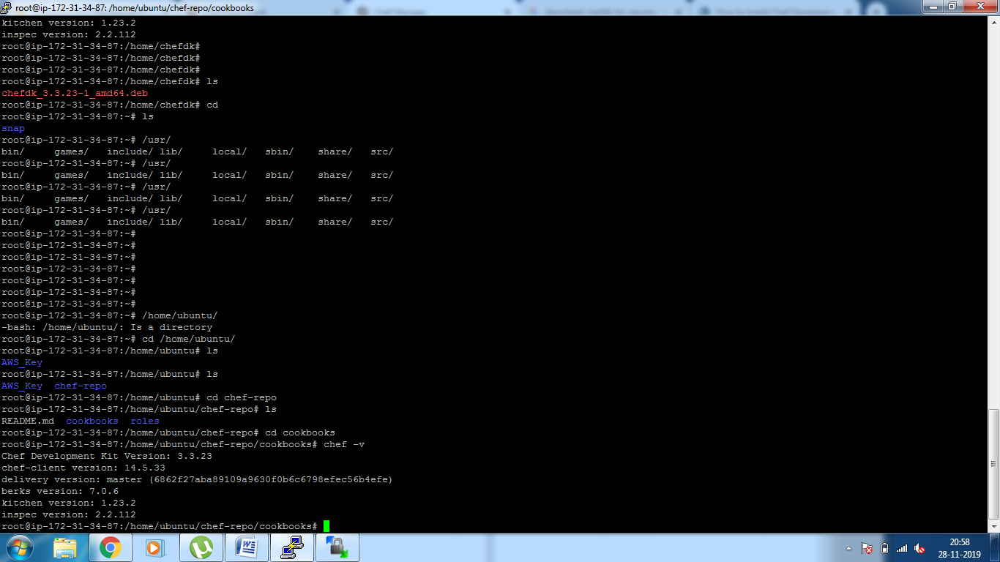 root@ip-172-31-34-87: /home/ubuntu/chef-repo/cookbooks
kitchen version: 1.23.2
inspec version: 2.2.112
root@ip-172-31-34-87:/home/chefdk#
root@ip-172-31-34-87:/home/chefdk#
root@ip-172-31-34-87:/home/chefdk#
root@ip-172-31-34-87:/home/chefdk# ls
chefdk_3.3.23-1_amd64.deb
root@ip-172-31-34-87:/home/chefdk# cd
root@ip-172-31-34-87:~# ls
snap
root@ip-172-31-34-87:~# /usr/
bin/ games/ include/ lib/ local/ sbin/ share/ src/
root@ip-172-31-34-87:~# /usr/
bin/ games/ include/ lib/ local/ sbin/ share/ src/
root@ip-172-31-34-87:~# /usr/
bin/ games/ include/ lib/ local/ sbin/ share/ src/
root@ip-172-31-34-87:~# /usr/
bin/ games/ include/ lib/ local/ sbin/ share/ src/
root@ip-172-31-34-87:~#
root@ip-172-31-34-87:~#
root@ip-172-31-34-87:~#
root@ip-172-31-34-87:~#
root@ip-172-31-34-87:~#
root@ip-172-31-34-87:~#
root@ip-172-31-34-87:~#
root@ip-172-31-34-87:~# /home/ubuntu/
-bash: /home/ubuntu/: Is a directory
root@ip-172-31-34-87:~# cd /home/ubuntu/
root@ip-172-31-34-87:/home/ubuntu# ls
AWS_Key
root@ip-172-31-34-87:/home/ubuntu# ls
AWS_Key chef-repo
root@ip-172-31-34-87:/home/ubuntu# cd chef-repo
root@ip-172-31-34-87:/home/ubuntu/chef-repo# ls
README.md cookbooks roles
root@ip-172-31-34-87:/home/ubuntu/chef-repo# cd cookbooks
root@ip-172-31-34-87:/home/ubuntu/chef-repo/cookbooks# chef -v
Chef Development Kit Version: 3.3.23
chef-client version: 14.5.33
delivery version: master (6862f27aba89109a9630f0b6c6798efec56b4efe)
berks version: 7.0.6
kitchen version: 1.23.2
inspec version: 2.2.112
root@ip-172-31-34-87:/home/ubuntu/chef-repo/cookbooks#
20:58
28-11-2019